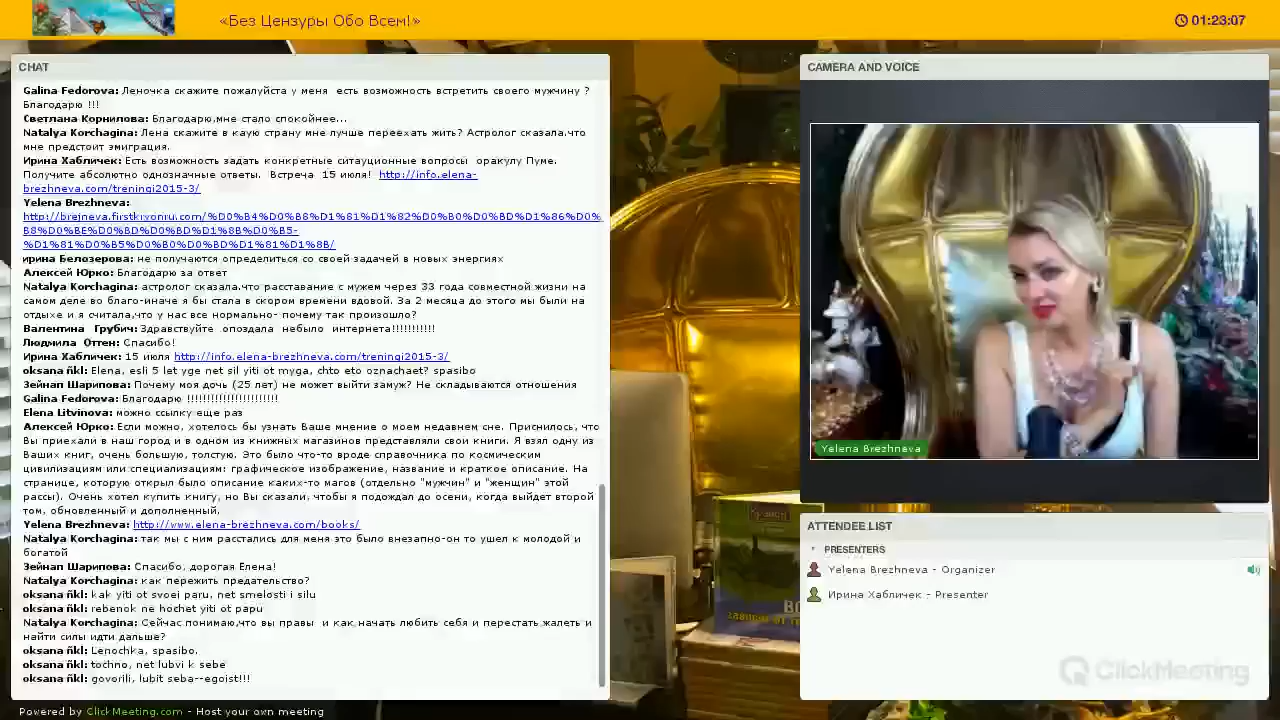 «Без Цензуры Обо Всем!»
01:23:07
CHAT
Galina Fedorova: Леночка скажите пожалуйста у меня есть возможность встретить своего мужчину ?
Благодарю !!!
Светлана Корнилова: Благодарю,мне стало спокойнее...
Natalya Korchagina: Лена скажите в каую страну мне лучше переехать жить? Астролог сказала.что
мне предстоит эмиграция.
Ирина Хабличек: Есть возможность задать конкретные ситауционные вопросы оракулу Пуме.
Получите абсолютно однозначные ответы. Встреча 15 июля! http://info.elena-
brezhneva.com/treningi2015-3/
Yelena Brezhneva:
http://brejneva.firstkivoniu.com/%D0%B4%D0%B8%D1%81%D1%82%D0%B0%D0%BD%D1%86%D0%
B8%D0%BE%D0%BD%D0%BD%D1%8B%D0%B5-
%D1%81%D0%B5%D0%B0%D0%BD%D1%81%D1%8B/
ирина Белозерова: не получаются определиться со своей задачей в новых энергиях
Алексей Юрко: Благодарю за ответ
Natalya Korchagina: астролог сказала.что расставание с мужем через 33 года совместной жизни на
самом деле во благо-иначе я бы стала в скором времени вдовой. За 2 месяца до этого мы были на
отдыхе и я считала,что у нас все нормально- почему так произошло?
Валентина Грубич: Здравствуйте .опоздала небыло интернета!!!!!!!!!!!
Людмила Оттен: Спасибо!
Ирина Хабличек: 15 июля http://info.elena-brezhneva.com/treningi2015-3/
oksana ñkl: Elena, esli 5 let yge net sil yiti ot myga, chto eto oznachaet? spasibo
Зейнап Шарипова: Почему моя дочь (25 лет) не может выйти замуж? Не складываются отношения
Galina Fedorova: Благодарю !!!!!!!!!!!!!!!!!!!!!!!
Elena Litvinova: можно ссылку еще раз
Алексей Юрко: Если можно, хотелось бы узнать Ваше мнение о моем недавнем сне. Приснилось, что
Вы приехали в наш город и в одном из книжных магазинов представляли свои книги. Я взял одну из
Ваших книг, очень большую, целую. Это было что-то вроде справочника по космическим
цивилизациям или специализациям: графическое изображение, название и краткое описание. На
странице, которую открыл было описание каких-то магов (отдельно "мужчин" и "женщин" этой
рассы). Очень хотел купить книгу, но Вы сказали, чтобы я подождал до осени, когда выйдет второй
том, обновленный и дополненный.
Yelena Brezhneva: http://www.elena-brezhneva.com/books/
Natalya Korchagina: так мы с ним расстались для меня это было внезапно-он то ушел к молодой и
богатой
Зейнап Шарипова: Спасибо, дорогая Елена!
Natalya Korchagina: как пережить предательство?
oksana ñkl: kak yiti ot svoei paru, net smelosti i silu
oksana ñkl: rebenok ne hochet yiti ot papu
Natalya Korchagina: Сейчас понимаю,что вы правы и как начать любить себя и перестать жалеть и
найти силы идти дальше?
oksana ñkl: Lenochka, spasibo.
oksana ñkl: tochno, net lubvi k sebe
oksana ñkl: govorili, lubit seba--egoist!!!
CAMERA AND VOICE
Yelena Brezhneva
ATTENDEE LIST
PRESENTERS
Yelena Brezhneva - Organizer
Ирина Хабличек - Presenter
ClickMeeting
Powered by ClickMeeting.com - Host your own meeting